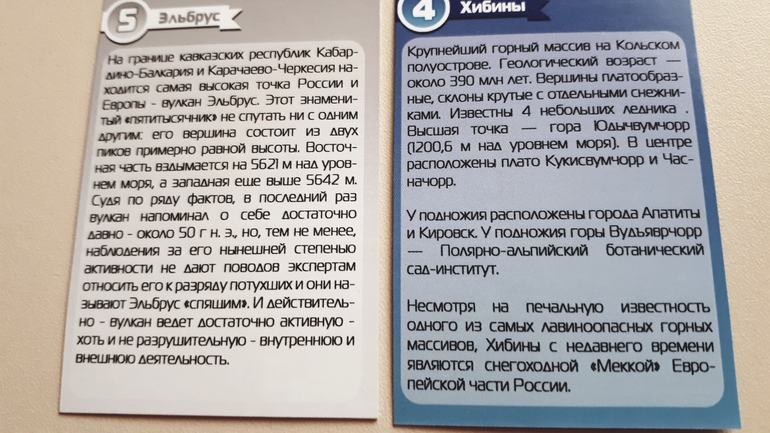 5 Эльбрус
На границе кавказских республик Кабар-
дино-Балкария и Карачаево-Черкесия на-
ходится самая высокая точка России и
Европы - вулкан Эльбрус. Этот знамени-
тый «пятитысячник» не спутать ни с одним
другим: его вершина состоит из двух
пиков примерно равной высоты. Восточ-
ная часть вздымается на 5621 м над уров-
нем моря, а западная еще выше 5642 м.
Судя по ряду фактов, в последний раз
вулкан напоминал о себе достаточно
давно - около 50 г н. э., но, тем не менее,
наблюдения за его нынешней степенью
активности не дают поводов экспертам
относить его к разряду потухших и они на-
зывают Эльбрус «спящим». И действитель-
но - вулкан ведет достаточно активную -
хоть и не разрушительную - внутреннюю и
внешнюю деятельность.
4 Хибины
Крупнейший горный массив на Кольском
полуострове. Геологический возраст —
около 390 млн лет. Вершины платообраз-
ные, склоны крутые с отдельными снежни-
ками. Известны 4 небольших ледника .
Высшая точка — гора Юдычвумчорр
(1200,6 м над уровнем моря). В центре
расположены плато Кукисвумчорр и Час-
начорр.
У подножия расположены города Апатиты
и Кировск. У подножия горы Вудъяврчорр
— Полярно-альпийский ботанический
сад-институт.
Несмотря на печальную известность
одного из самых лавиноопасных горных
массивов, Хибины с недавнего времени
являются снегоходной «Меккой» Евро-
пейской части России.